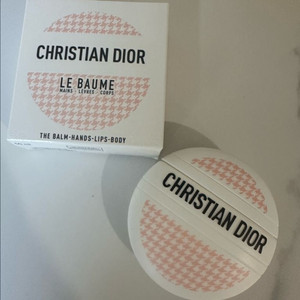 CHRISTIAN DIOR
LE BAUME
MAINS - LÈVRES - CORPS
THE BALM-HANDS-LIPS-BODY
CHRISTIAN DIOR